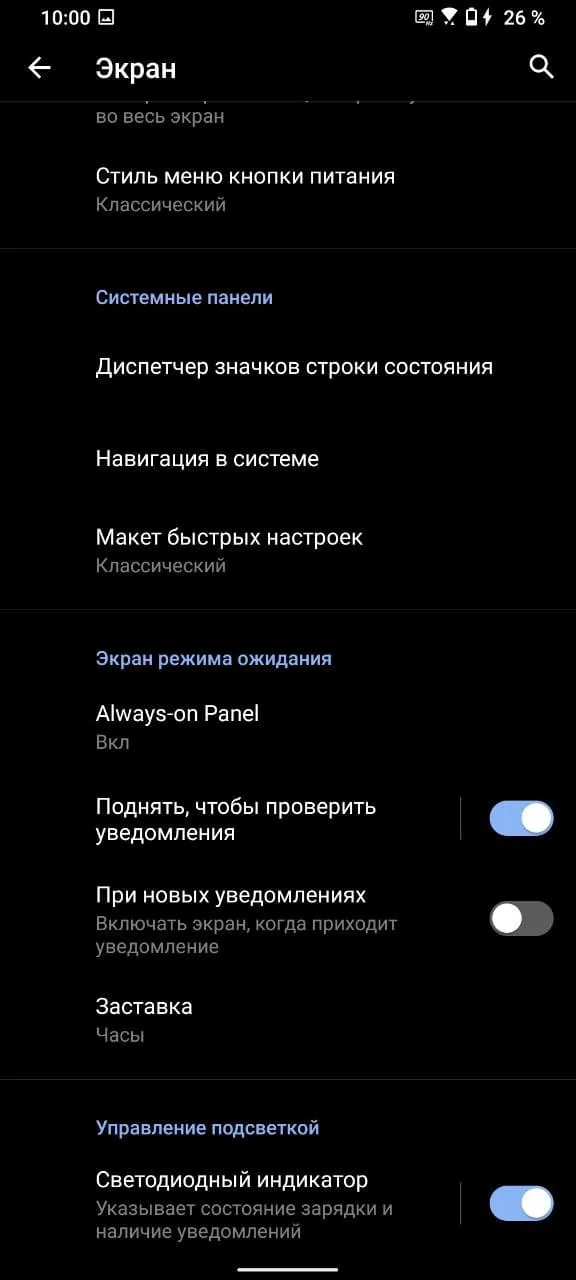 10:00
90
Hz
26 %
Экран
во весь экран
Стиль меню кнопки питания
Классический
Системные панели
Диспетчер значков строки состояния
Навигация в системе
Макет быстрых настроек
Классический
Экран режима ожидания
Always-on Panel
Вкл
Поднять, чтобы проверить
уведомления
При новых уведомлениях
Включать экран, когда приходит
уведомление
Заставка
Часы
Управление подсветкой
Светодиодный индикатор
Указывает состояние зарядки и
наличие уведомлений